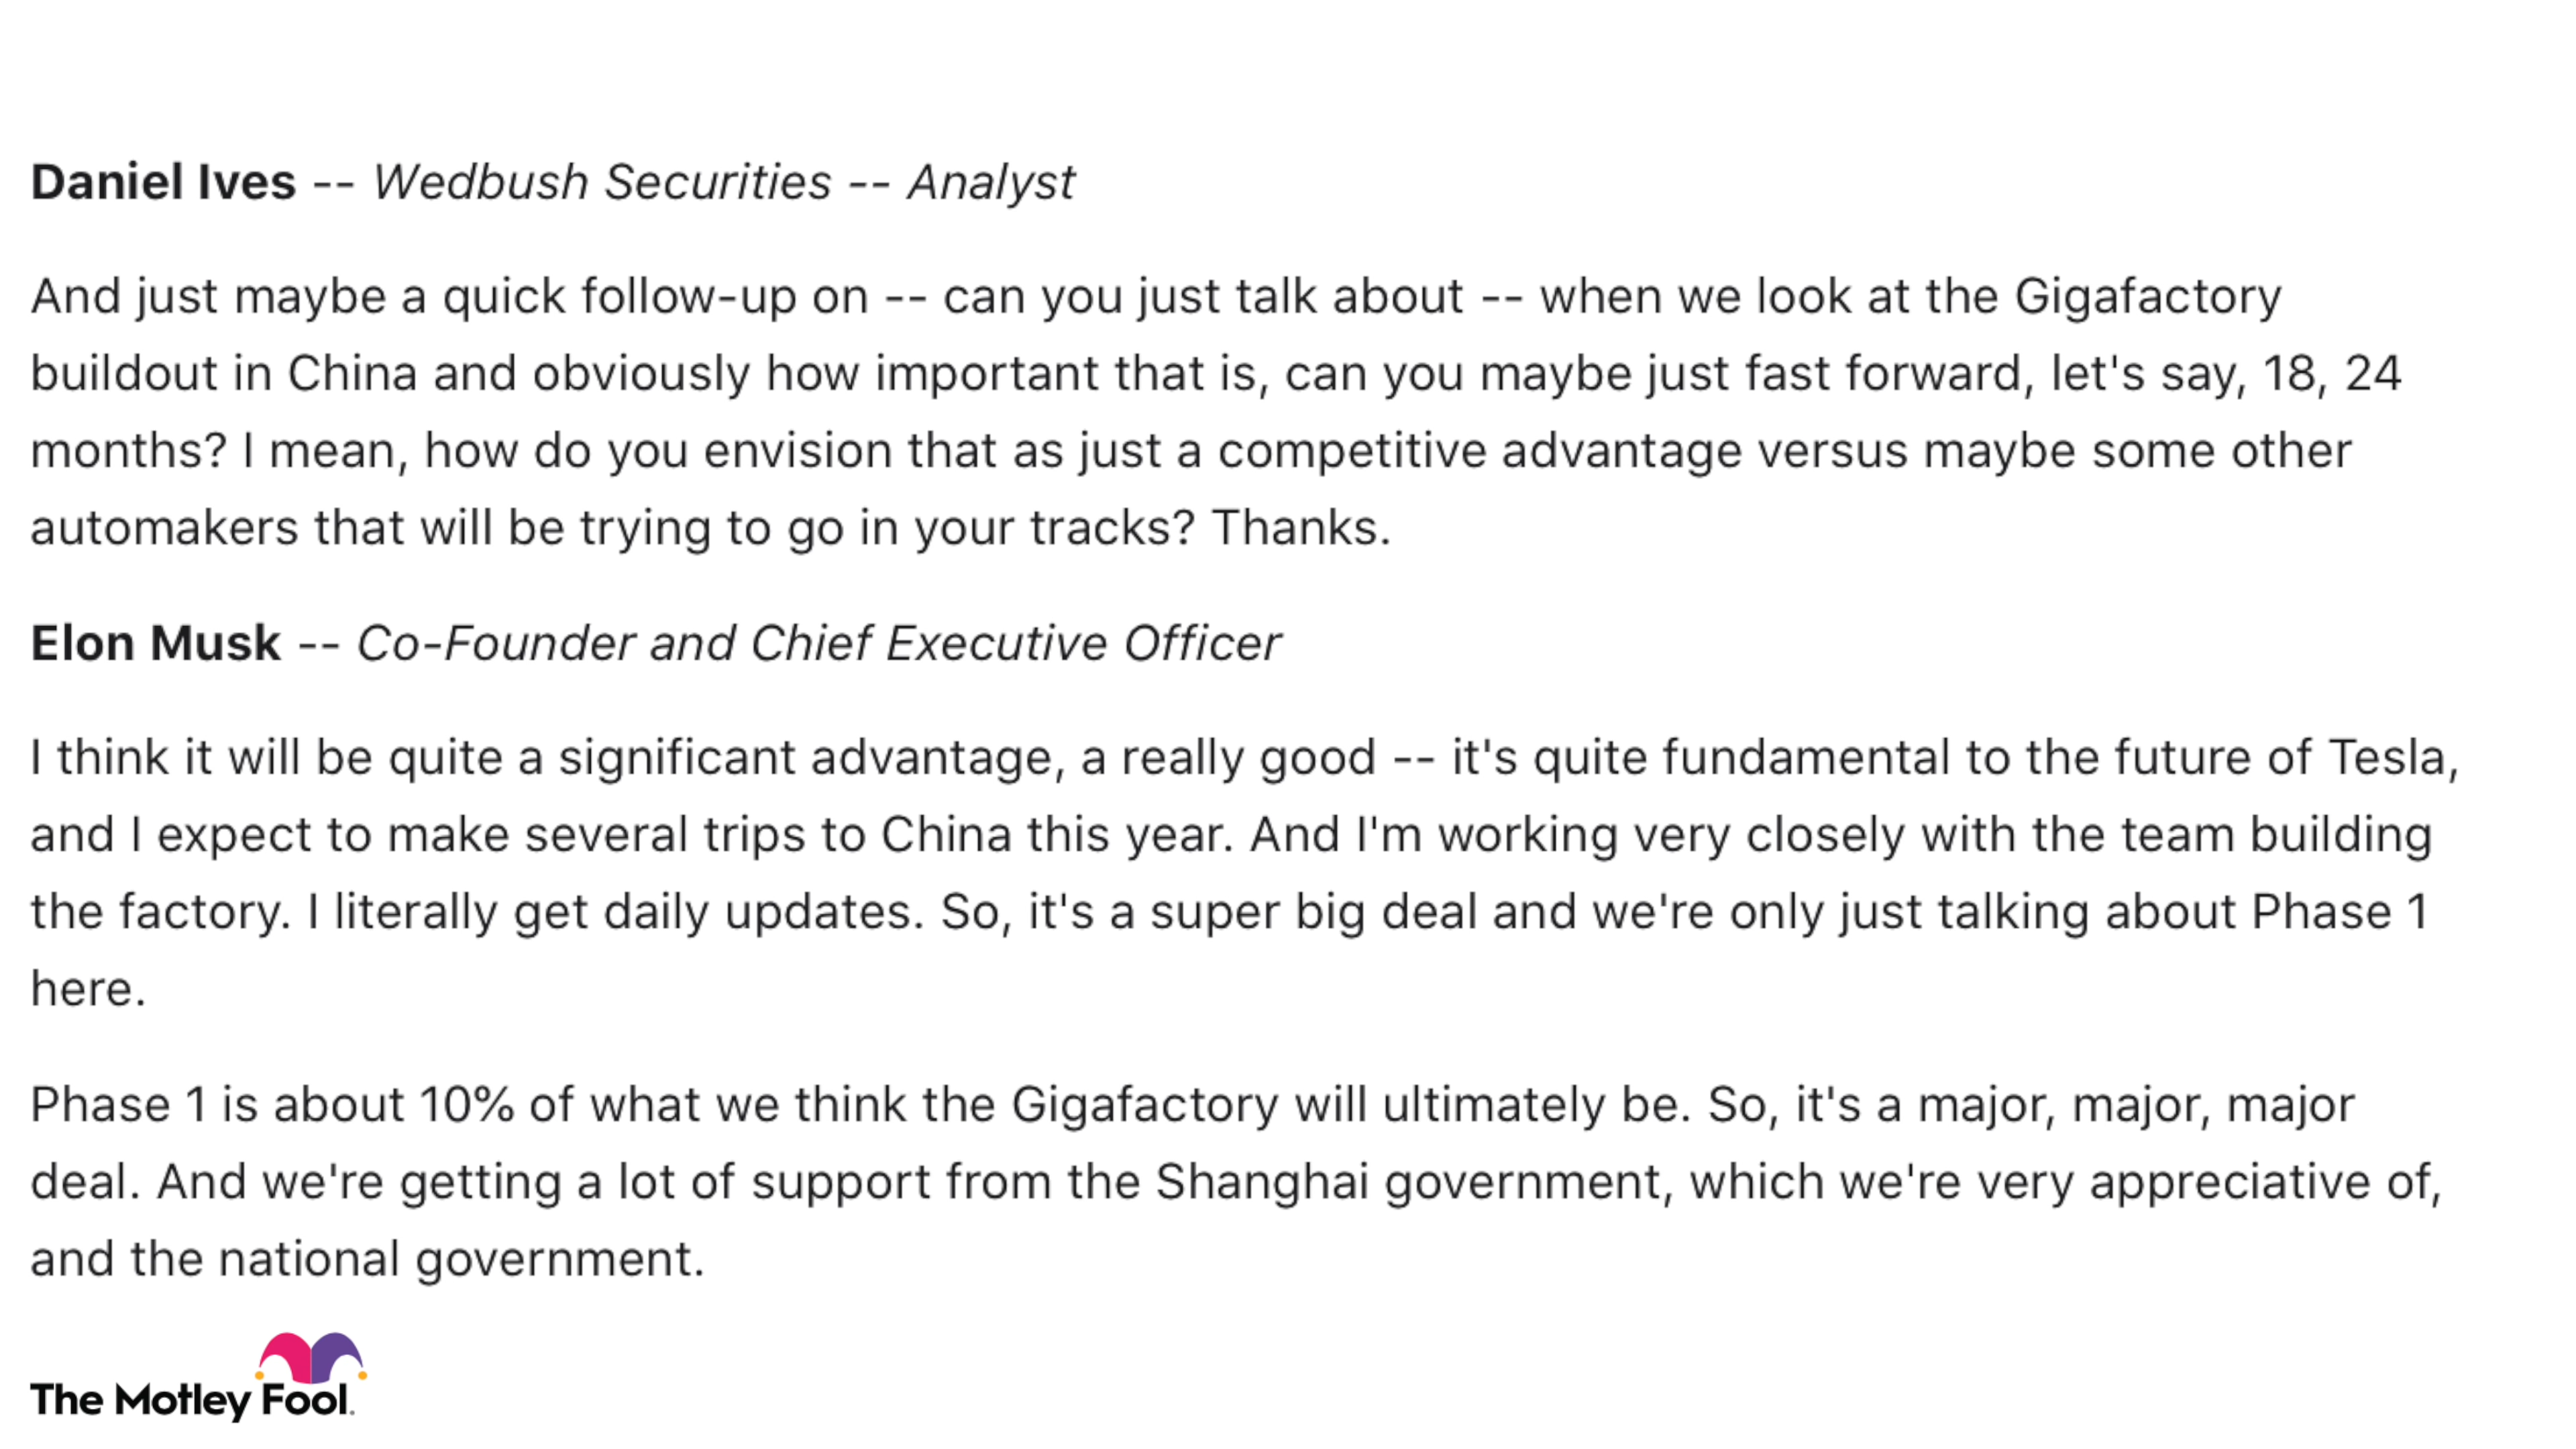 Daniel Ives -- Wedbush Securities -- Analyst
And just maybe a quick follow-up on -- can you just talk about -- when we look at the Gigafactory
buildout in China and obviously how important that is, can you maybe just fast forward, let's say, 18, 24
months? I mean, how do you envision that as just a competitive advantage versus maybe some other
automakers that will be trying to go in your tracks? Thanks.
Elon Musk -- Co-Founder and Chief Executive Officer
I think it will be quite a significant advantage, a really good -- it's quite fundamental to the future of Tesla,
and I expect to make several trips to China this year. And I'm working very closely with the team building
the factory. I literally get daily updates. So, it's a super big deal and we're only just talking about Phase 1
here.
Phase 1 is about 10% of what we think the Gigafactory will ultimately be. So, it's a major, major, major
deal. And we're getting a lot of support from the Shanghai government, which we're very appreciative of,
and the national government.
The Motley Fool.